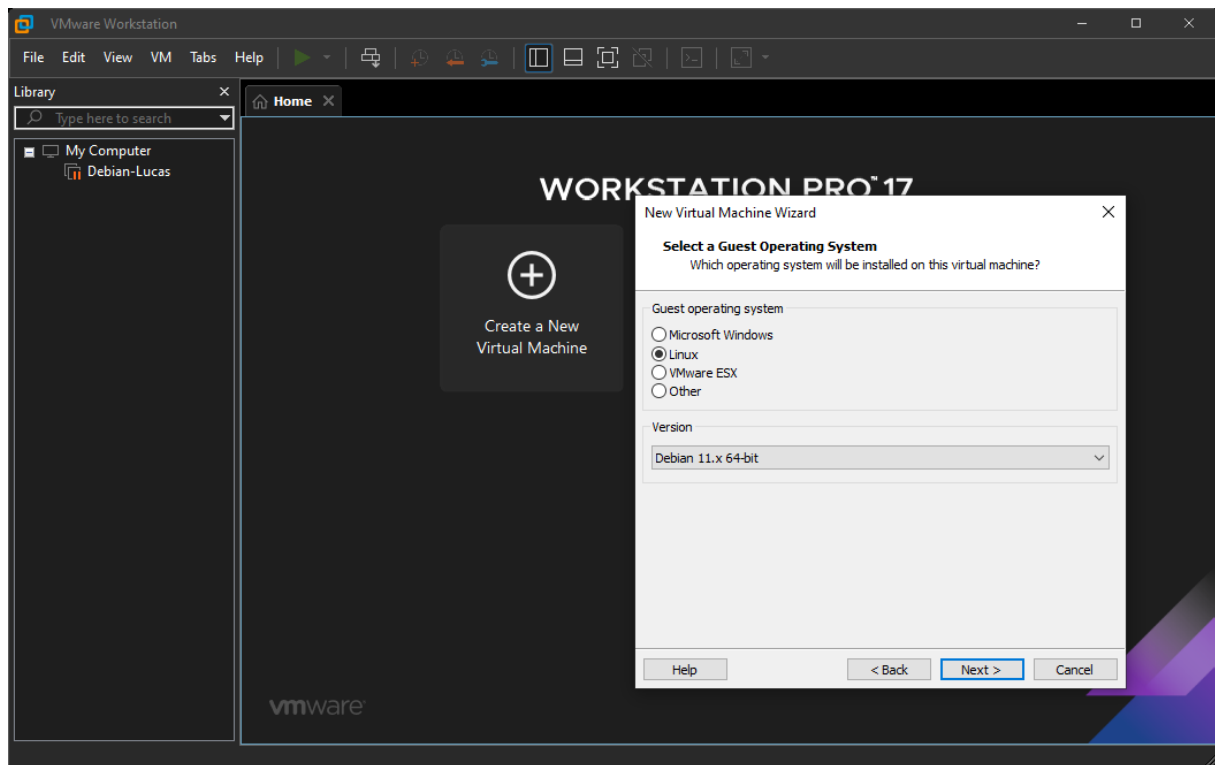 VMware Workstation
File Edit View VM Tabs Help
Library
Type here to search
My Computer
Debian-Lucas
Home
WORKSTATION PRO™ 17
Create a New
Virtual Machine
New Virtual Machine Wizard
Select a Guest Operating System
Which operating system will be installed on this virtual machine?
Guest operating system
Microsoft Windows
Linux
VMware ESX
Other
Version
Debian 11.x 64-bit
Help < Back Next > Cancel
vmware